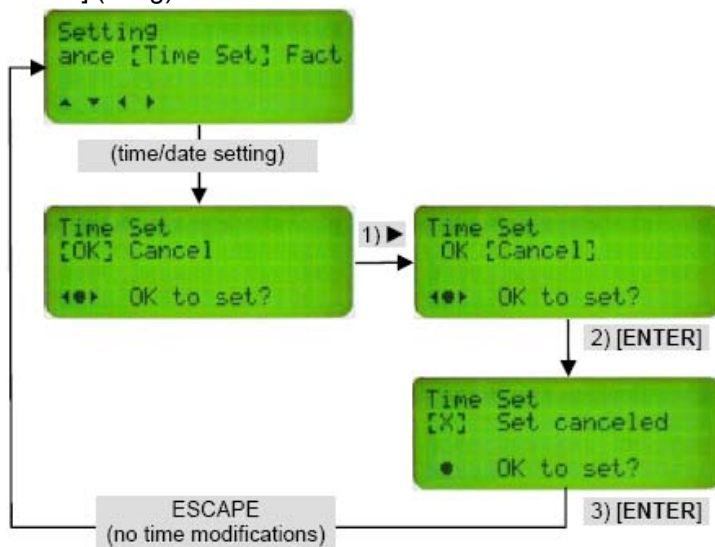 Setting
ance [Time Set] Fact
▲ ▼ ◄ ►
(time/date setting)
Time Set
[OK] Cancel
◄●► OK to set?
1) ►
Time Set
OK [Cancel]
◄●► OK to set?
2) [ENTER]
Time Set
[X] Set canceled
● OK to set?
3) [ENTER]
ESCAPE
(no time modifications)